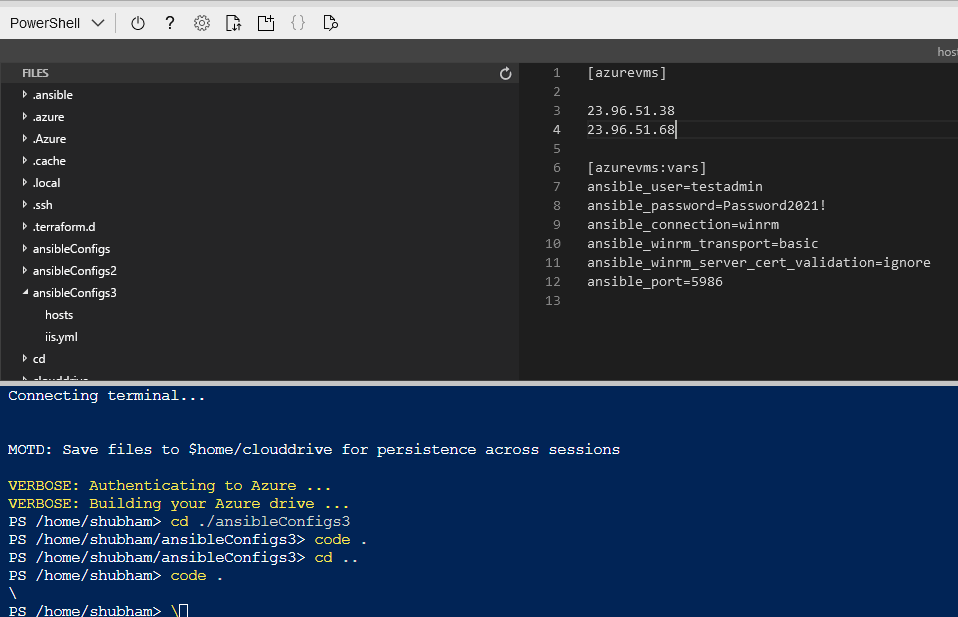 PowerShell
?
{ }
host
FILES
.ansible
.azure
.Azure
.cache
.local
.ssh
.terraform.d
ansibleConfigs
ansibleConfigs2
ansibleConfigs3
hosts
iis.yml
cd
clouddrive
1 [azurevms]
2
3 23.96.51.38
4 23.96.51.68
5
6 [azurevms:vars]
7 ansible_user=testadmin
8 ansible_password=Password2021!
9 ansible_connection=winrm
10 ansible_winrm_transport=basic
11 ansible_winrm_server_cert_validation=ignore
12 ansible_port=5986
13
Connecting terminal...
MOTD: Save files to $home/clouddrive for persistence across sessions
VERBOSE: Authenticating to Azure ...
VERBOSE: Building your Azure drive ...
PS /home/shubham> cd ./ansibleConfigs3
PS /home/shubham/ansibleConfigs3> code .
PS /home/shubham/ansibleConfigs3> cd ..
PS /home/shubham> code .
\
PS /home/shubham> \